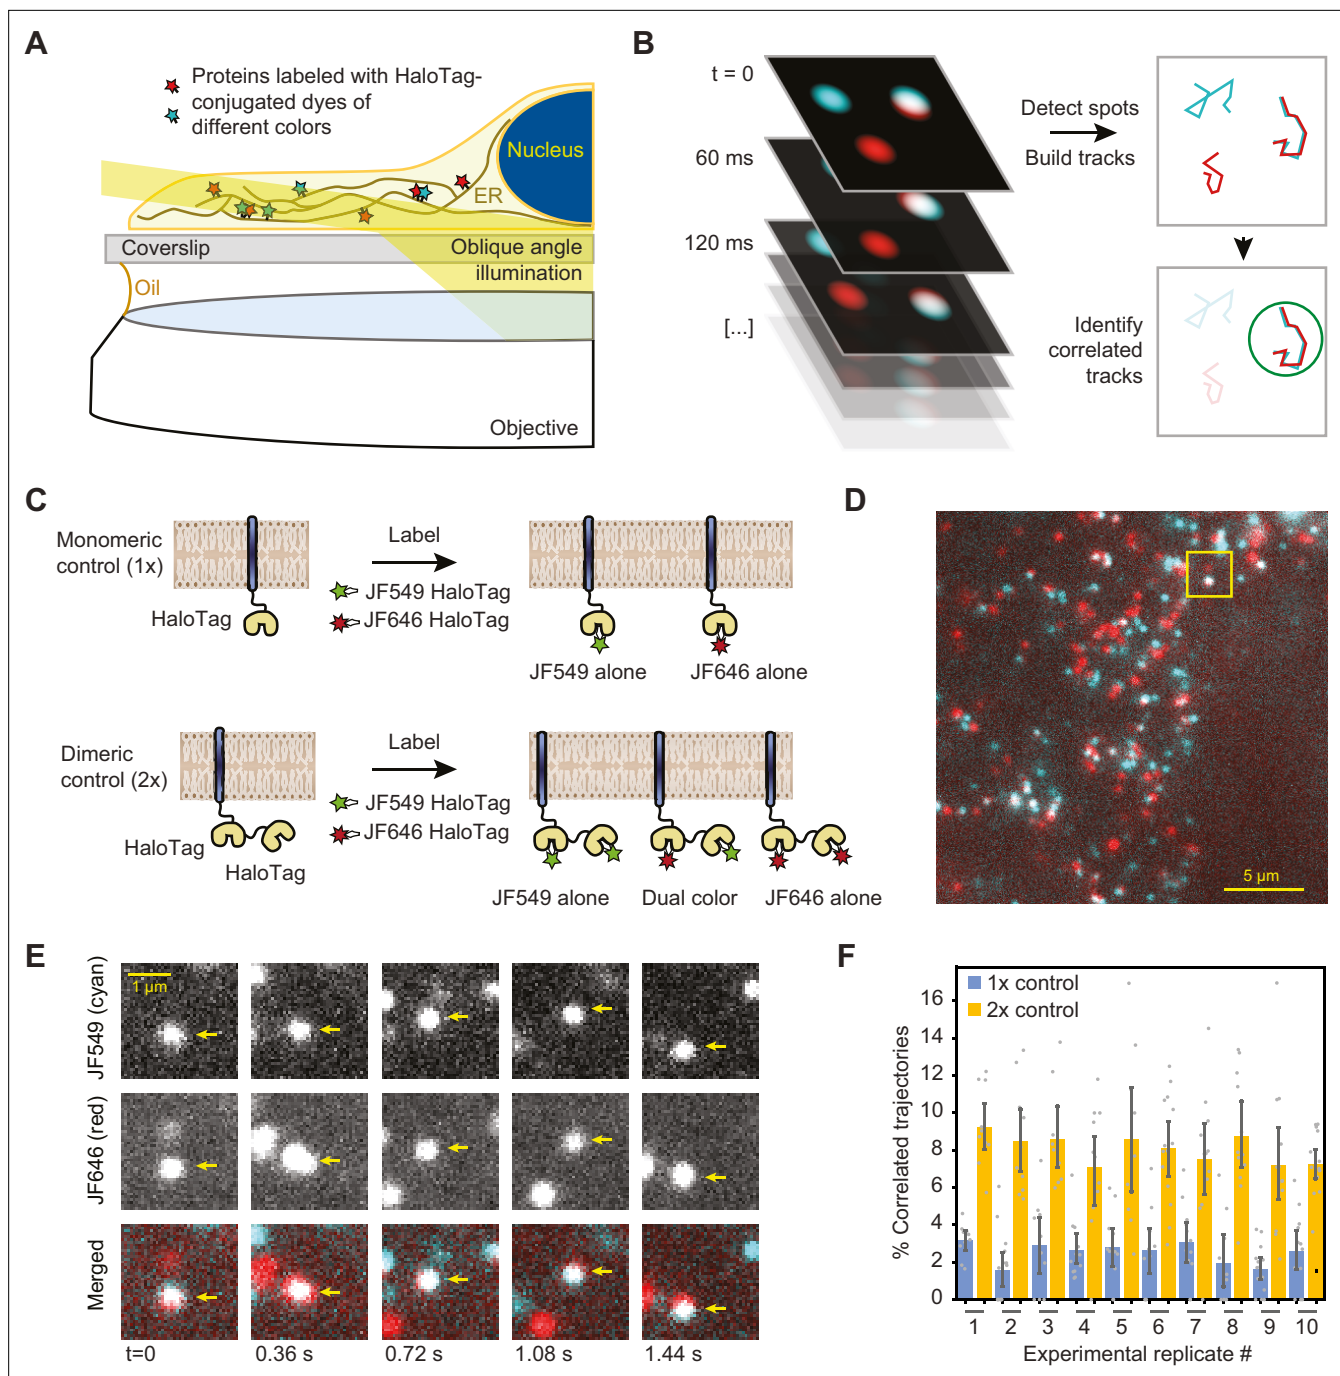 A
Proteins labeled with HaloTag-
conjugated dyes of
different colors
Nucleus
ER
Coverslip
Oblique angle
illumination
Oil
Objective
B
t = 0
60 ms
120 ms
[...]
Detect spots
Build tracks
Identify
correlated
tracks
C
Monomeric
control (1x)
HaloTag
Label
JF549 HaloTag
JF646 HaloTag
JF549 alone
JF646 alone
Dimeric
control (2x)
HaloTag
HaloTag
Label
JF549 HaloTag
JF646 HaloTag
JF549 alone
Dual color
JF646 alone
D
5 µm
E
JF549 (cyan)
1 µm
JF646 (red)
Merged
t=0
0.36 s
0.72 s
1.08 s
1.44 s
F
1x control
2x control
% Correlated trajectories
16
14
12
10
8
6
4
2
0
1
2
3
4
5
6
7
8
9
10
Experimental replicate #